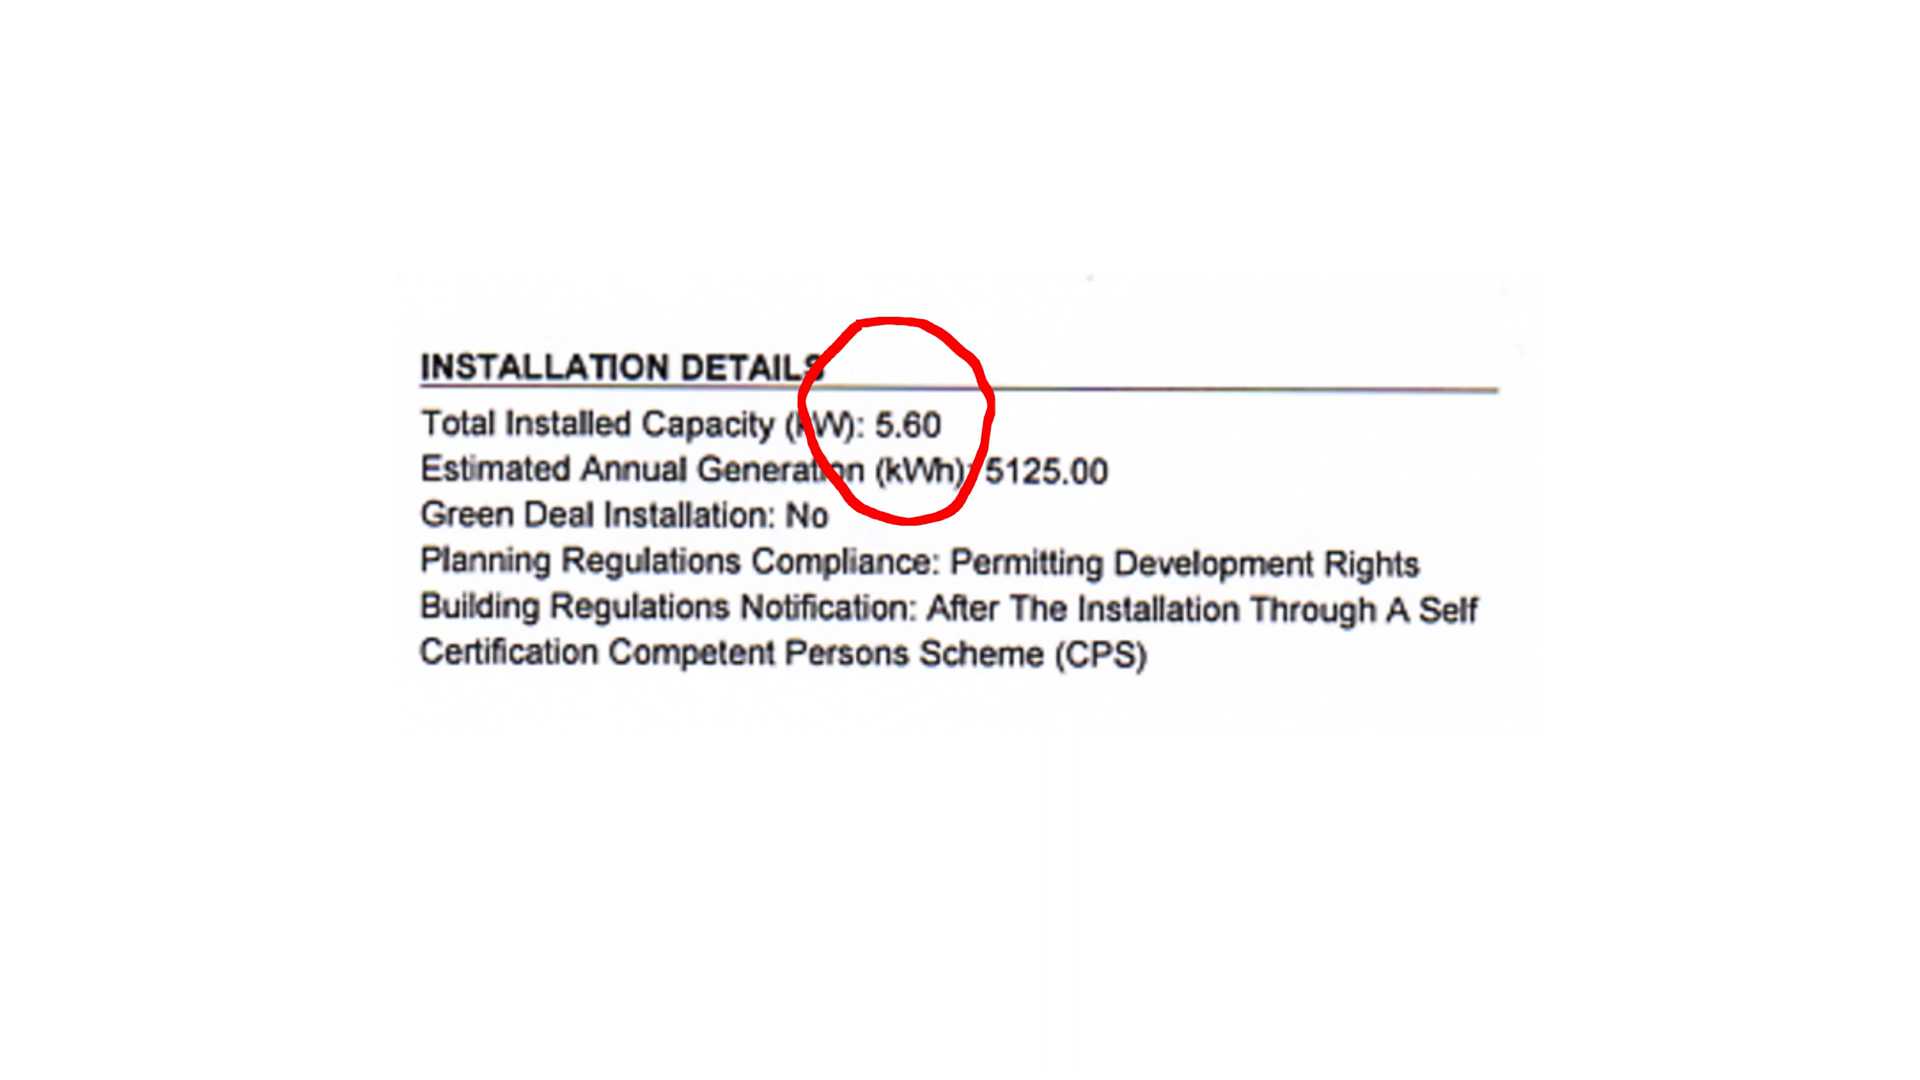 INSTALLATION DETAILS
Total Installed Capacity (kW): 5.60
Estimated Annual Generation (kWh): 5125.00
Green Deal Installation: No
Planning Regulations Compliance: Permitting Development Rights
Building Regulations Notification: After The Installation Through A Self
Certification Competent Persons Scheme (CPS)